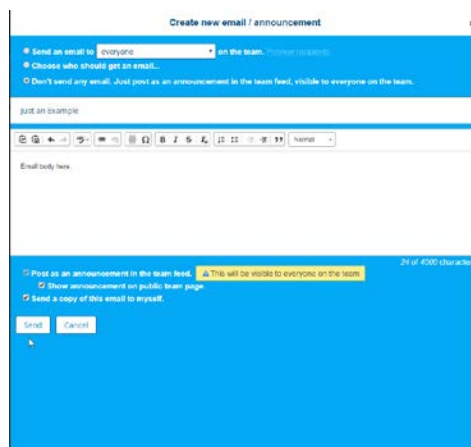 Create new email / announcement
Send an email to everyone on the team. Preview recipients
Choose who should get an email...
Don't send any email. Just post as an announcement in the team feed, visible to everyone on the team.
just an Example
B I S Ix Normal
Email body here
24 of 4000 character
Post as an announcement in the team feed. This will be visible to everyone on the team
Show announcement on public team page.
Send a copy of this email to myself.
Send Cancel